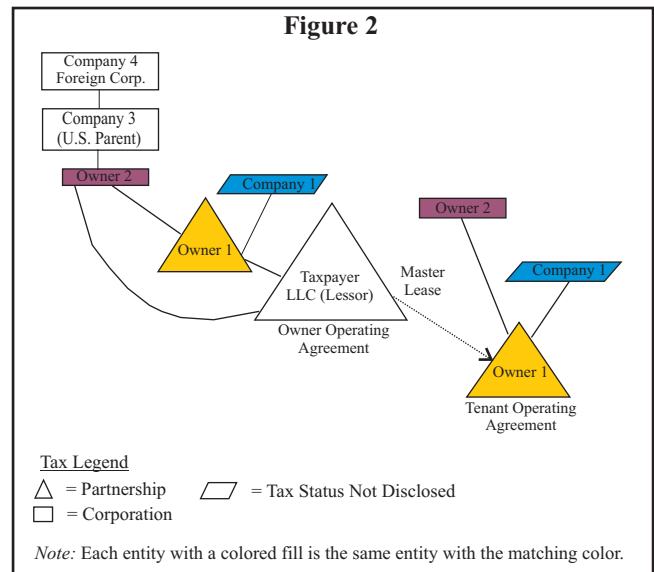 Figure 2
Company 4
Foreign Corp.
Company 3
(U.S. Parent)
Owner 2
Company 1
Owner 1
Taxpayer
LLC (Lessor)
Owner Operating
Agreement
Master
Lease
Owner 2
Company 1
Owner 1
Tenant Operating
Agreement
Tax Legend
= Partnership
= Tax Status Not Disclosed
= Corporation
Note: Each entity with a colored fill is the same entity with the matching color.